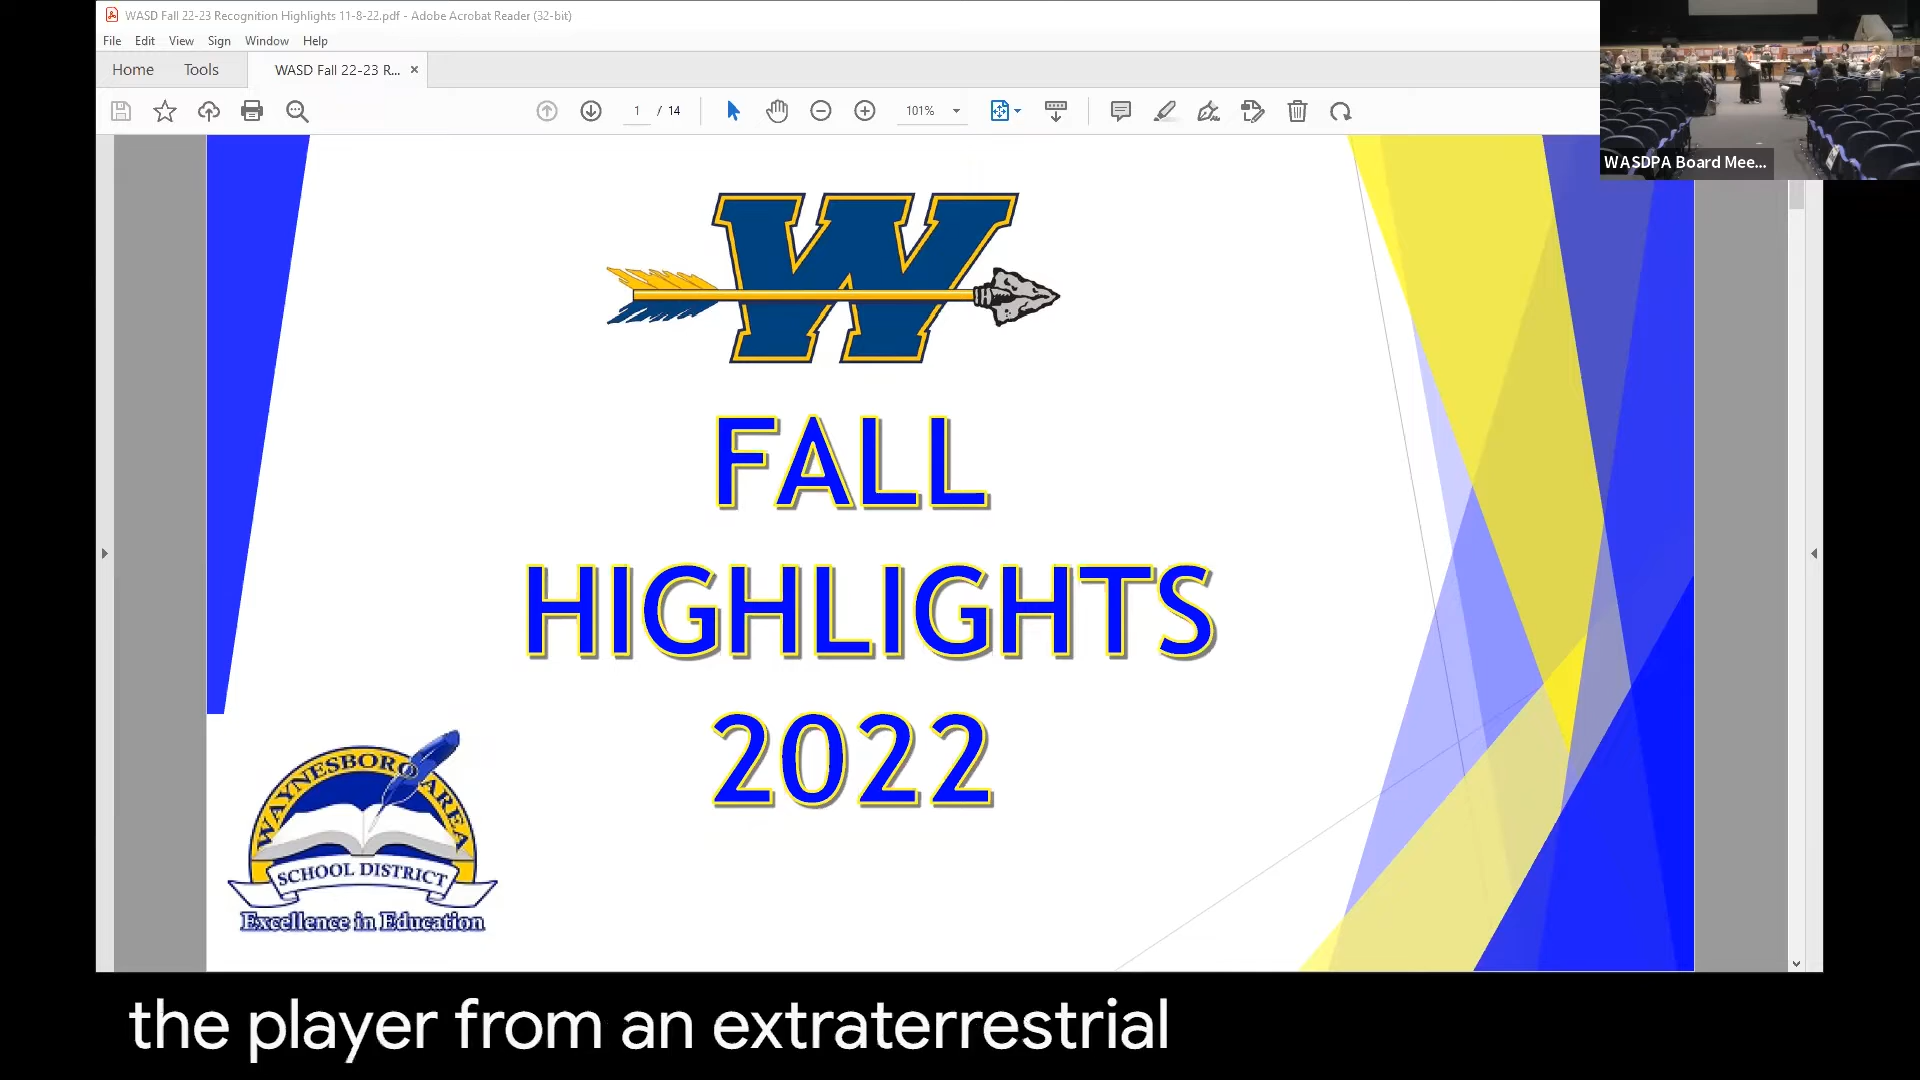 WASD Fall 22-23 Recognition Highlights 11-8-22.pdf - Adobe Acrobat Reader (32-bit)
File Edit View Sign Window Help
Home Tools WASD Fall 22-23 R... ×
1 / 14 101%
WASDPA Board Mee...
W
FALL
HIGHLIGHTS
2022
WAYNESBORO AREA
SCHOOL DISTRICT
Excellence in Education
the player from an extraterrestrial